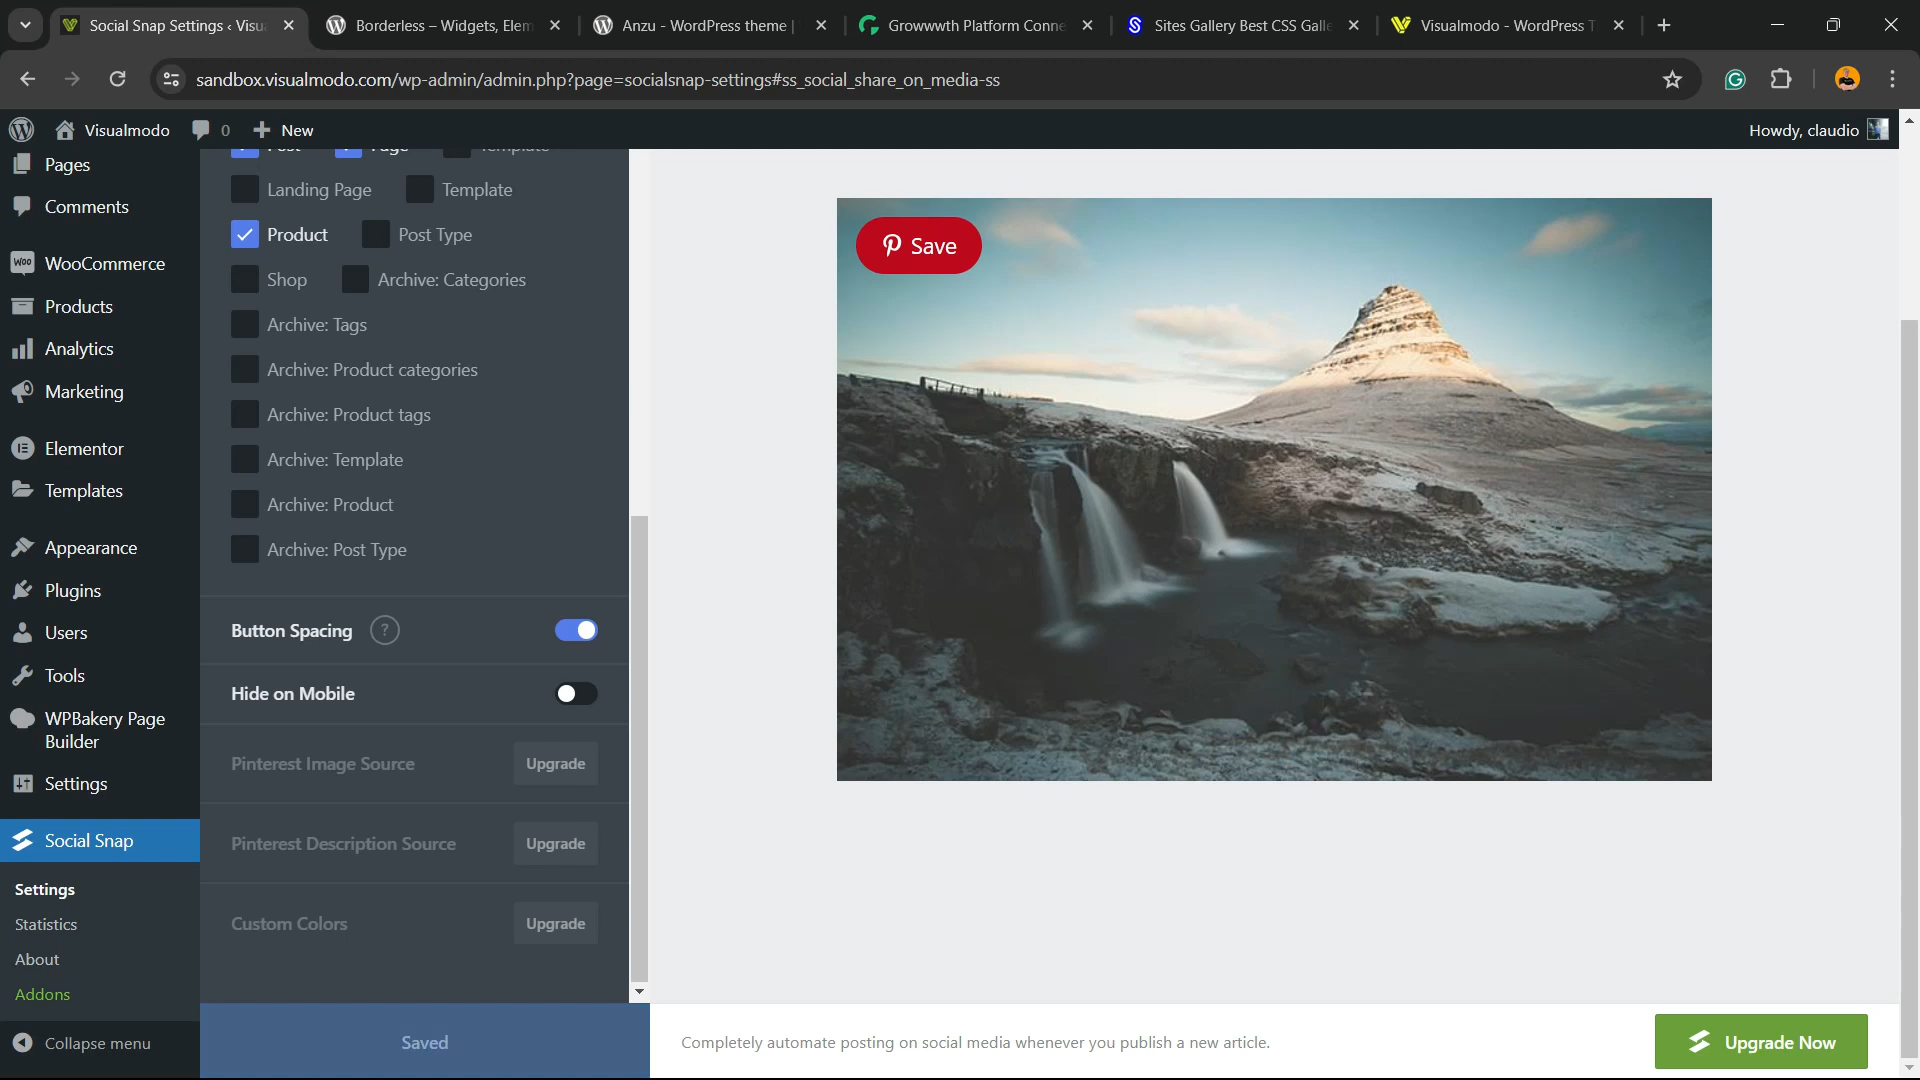 Social Snap Settings ‹ Visu
Borderless – Widgets, Elem
Anzu - WordPress theme |
Growwwth Platform Conne
Sites Gallery Best CSS Galle
Visualmodo - WordPress T
sandbox.visualmodo.com/wp-admin/admin.php?page=socialsnap-settings#ss_social_share_on_media-ss
Visualmodo
0
New
Howdy, claudio
Pages
Comments
WooCommerce
Products
Analytics
Marketing
Elementor
Templates
Appearance
Plugins
Users
Tools
WPBakery Page
Builder
Settings
Social Snap
Settings
Statistics
About
Addons
Collapse menu
Post Page Template
Landing Page Template
Product Post Type
Shop Archive: Categories
Archive: Tags
Archive: Product categories
Archive: Product tags
Archive: Template
Archive: Product
Archive: Post Type
Button Spacing ?
Hide on Mobile
Pinterest Image Source Upgrade
Pinterest Description Source Upgrade
Custom Colors Upgrade
Saved
Save
Completely automate posting on social media whenever you publish a new article.
Upgrade Now